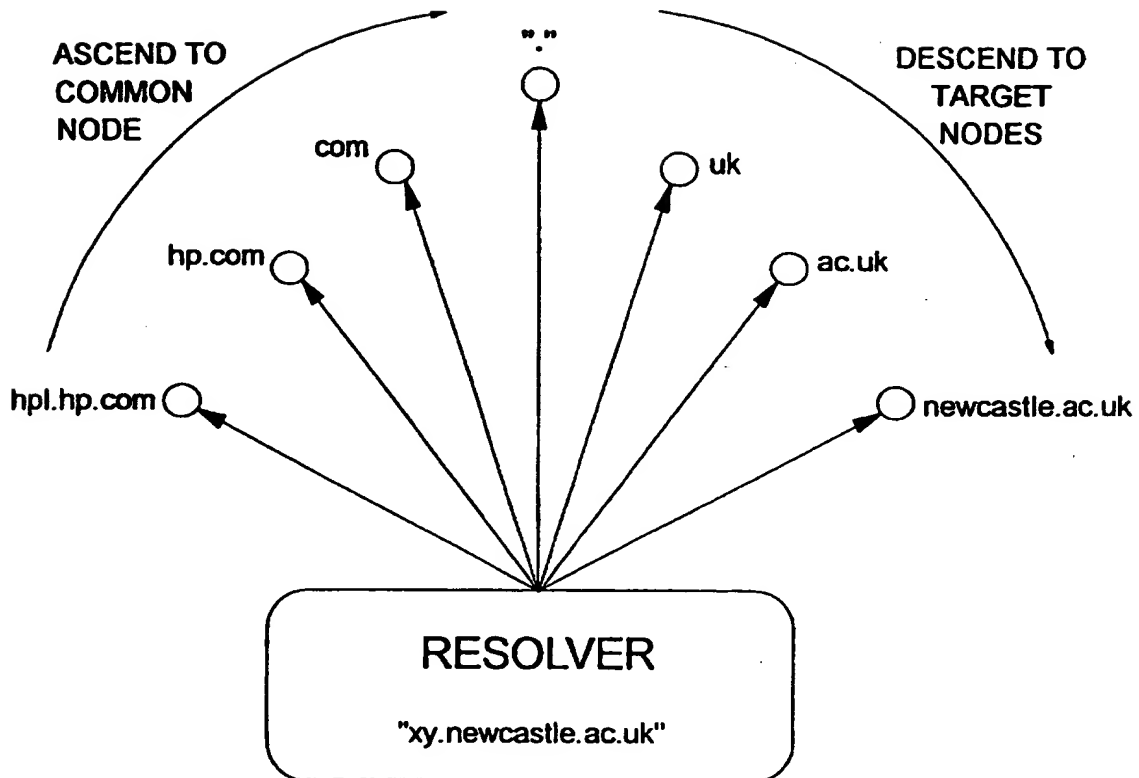 "."
ASCEND TO
COMMON
NODE
DESCEND TO
TARGET
NODES
com
uk
hp.com
ac.uk
hpl.hp.com
newcastle.ac.uk
RESOLVER
"xy.newcastle.ac.uk"